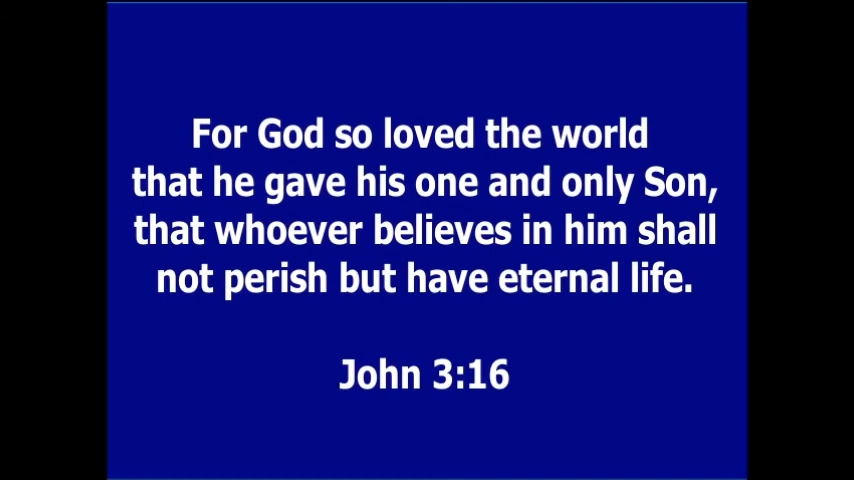 For God so loved the world
that he gave his one and only Son,
that whoever believes in him shall
not perish but have eternal life.
John 3:16